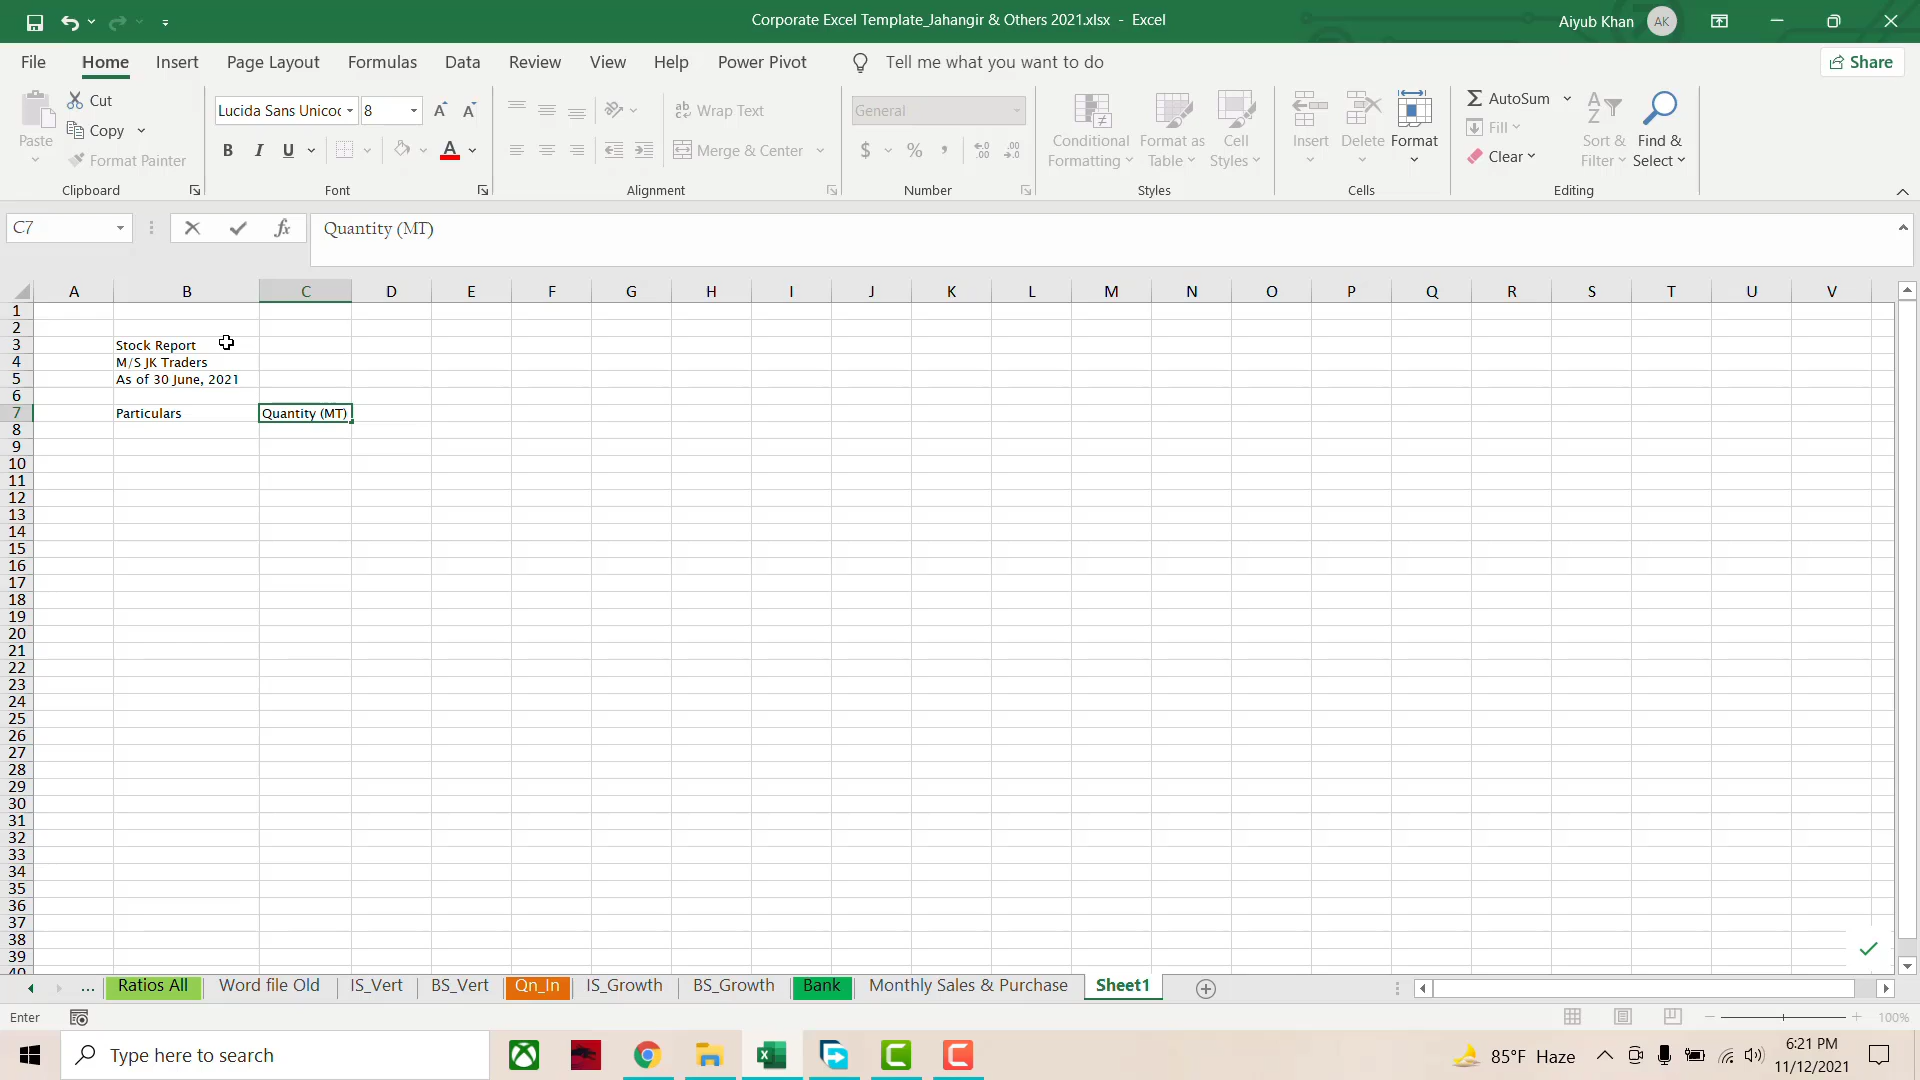 Corporate Excel Template_Jahangir & Others 2021.xlsx - Excel
Aiyub Khan AK
File Home Insert Page Layout Formulas Data Review View Help Power Pivot Tell me what you want to do Share
Paste
Cut
Copy
Format Painter
Clipboard
Lucida Sans Unicoc 8 A A
B I U A
Font
ab Wrap Text
Merge & Center
Alignment
General
$ % ,
Number
Conditional Formatting
Format as Table
Cell Styles
Styles
Insert Delete Format
Cells
AutoSum
Fill
Clear
Sort & Filter
Find & Select
Editing
C7 fx Quantity (MT)
A B C D E F G H I J K L M N O P Q R S T U V
1
2
3 Stock Report
4 M/S JK Traders
5 As of 30 June, 2021
6
7 Particulars Quantity (MT)
8
9
10
11
12
13
14
15
16
17
18
19
20
21
22
23
24
25
26
27
28
29
30
31
32
33
34
35
36
37
38
39
40
... Ratios All Word file Old IS_Vert BS_Vert Qn_In IS_Growth BS_Growth Bank Monthly Sales & Purchase Sheet1
Enter 100%
Type here to search
85°F Haze
6:21 PM
11/12/2021